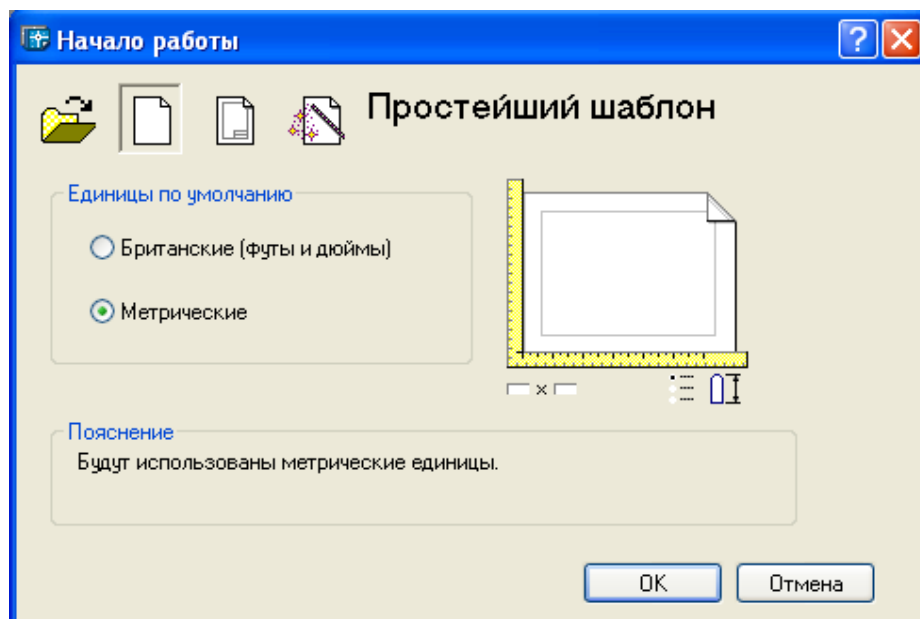 Начало работы
Простейший шаблон
Единицы по умолчанию
Британские (футы и дюймы)
Метрические
Пояснение
Будут использованы метрические единицы.
OK
Отмена